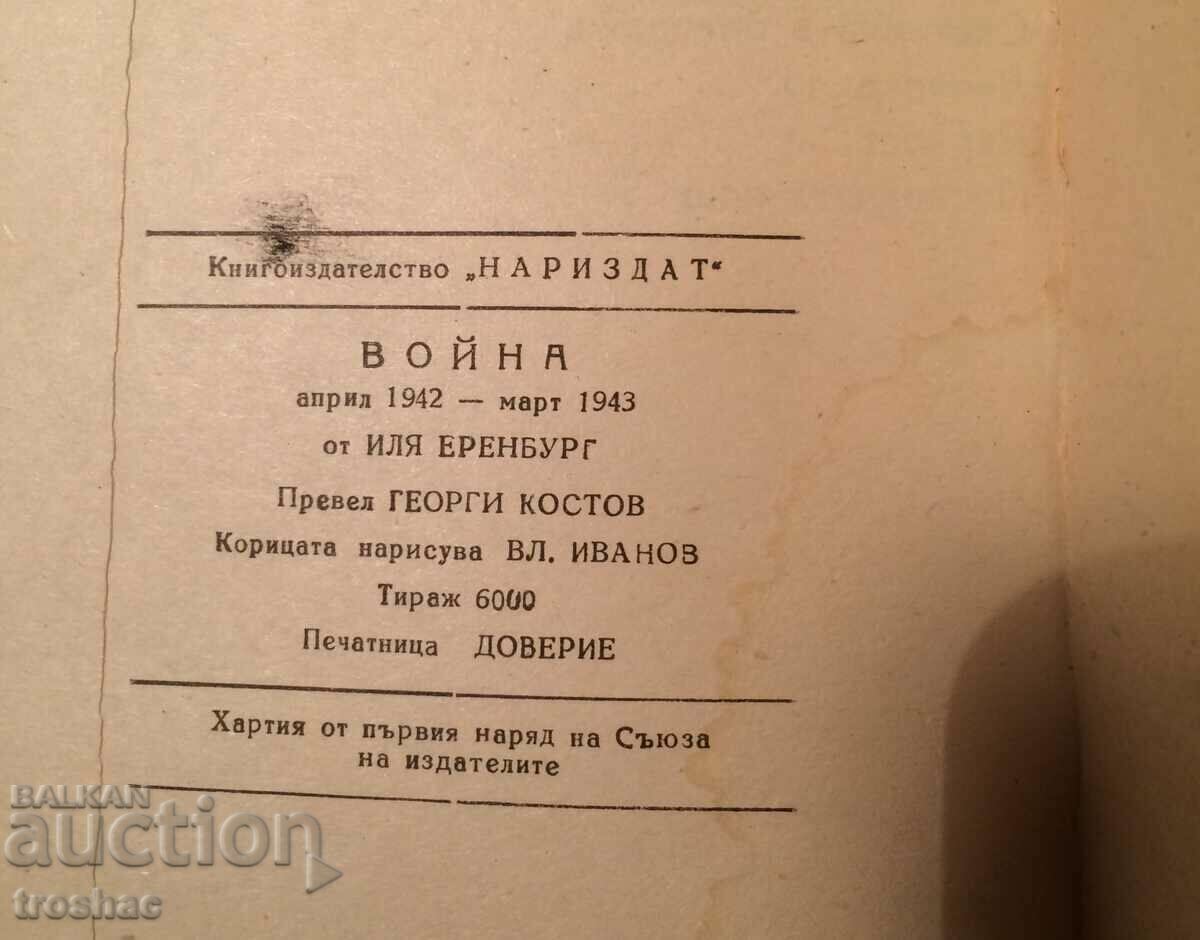 Книгоиздателство „НАРИЗДАТ“
ВОЙНА
април 1942 — март 1943
от ИЛЯ ЕРЕНБУРГ
Превел ГЕОРГИ КОСТОВ
Корицата нарисува ВЛ. ИВАНОВ
Тираж 6000
Печатница ДОВЕРИЕ
Хартия от първия наряд на Съюза
на издателите
BALKAN
auction
troshac